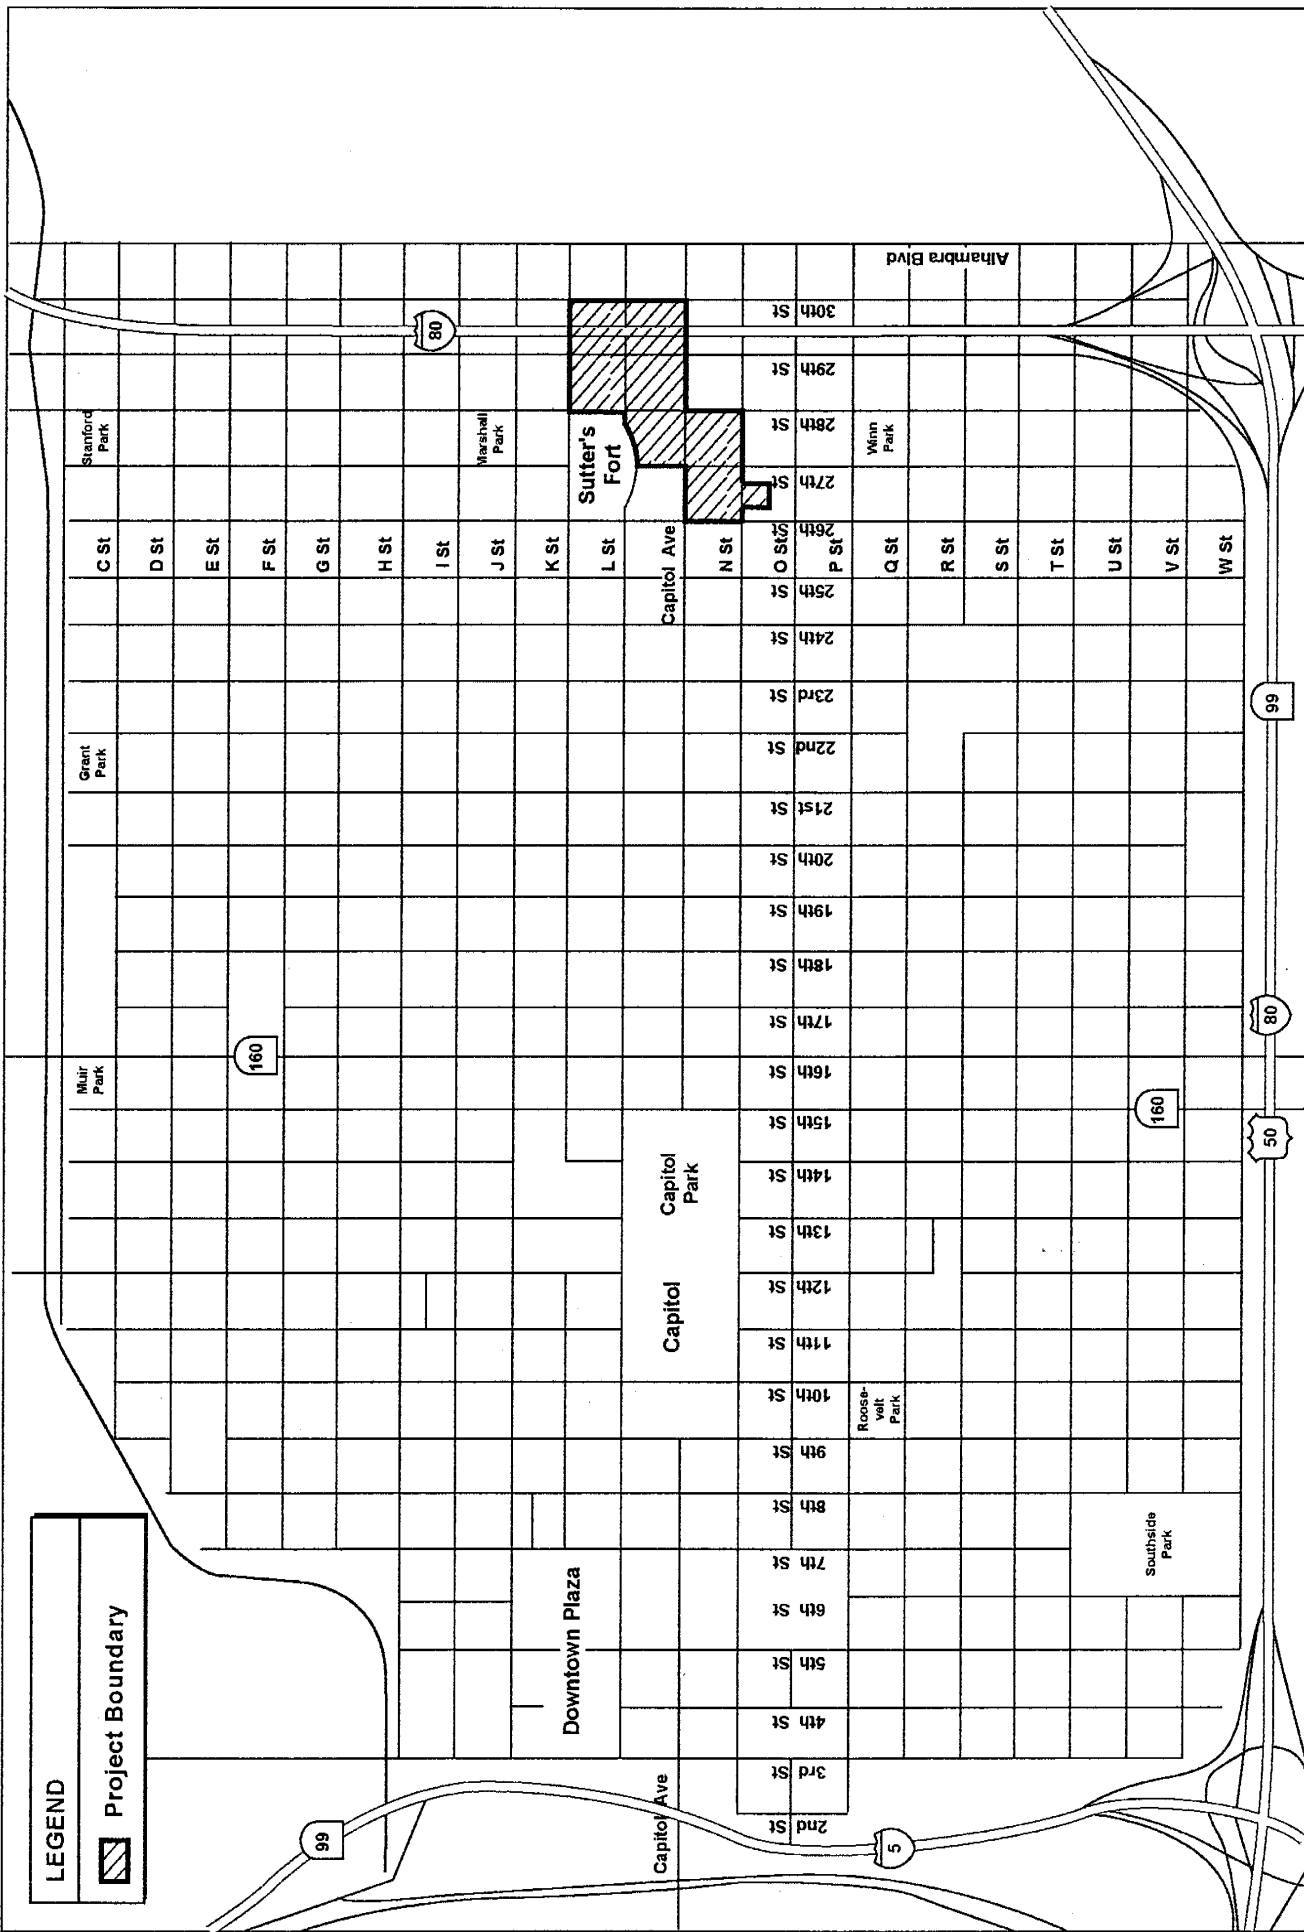 LEGEND
Project Boundary
99
5
Capitol Ave
Downtown Plaza
Southside
Park
Roose-
velt
Park
Capitol
Capitol
Park
50
80
99
160
160
Muir
Park
Grant
Park
Stanford
Park
Marshall
Park
Sutter's
Fort
Winn
Park
80
Capitol Ave
C St
D St
E St
F St
G St
H St
I St
J St
K St
L St
N St
O St
P St
Q St
R St
S St
T St
U St
V St
W St
2nd St
3rd St
4th St
5th St
6th St
7th St
8th St
9th St
10th St
11th St
12th St
13th St
14th St
15th St
16th St
17th St
18th St
19th St
20th St
21st St
22nd St
23rd St
24th St
25th St
26th St
27th St
28th St
29th St
30th St
Alhambra Blvd